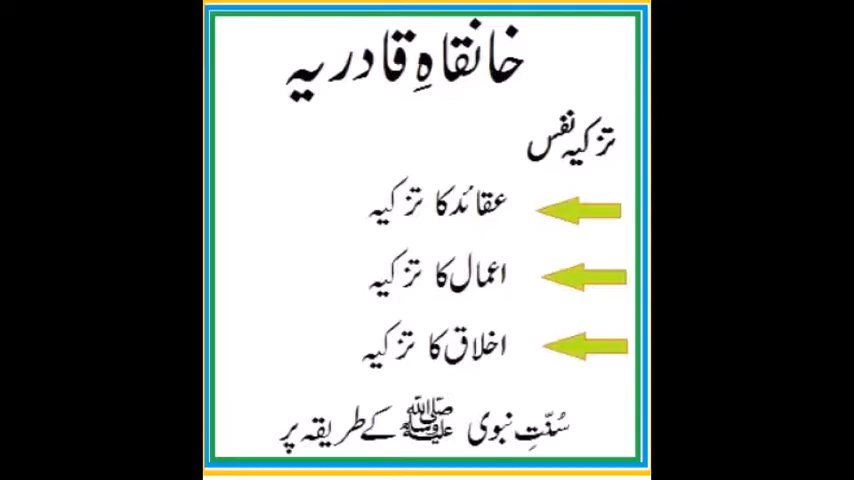 خانقاہِ قادریہ
تزکیہ نفس
عقائد کا تزکیہ
اعمال کا تزکیہ
اخلاق کا تزکیہ
سُنّتِ نبوی ﷺ کے طریقہ پر